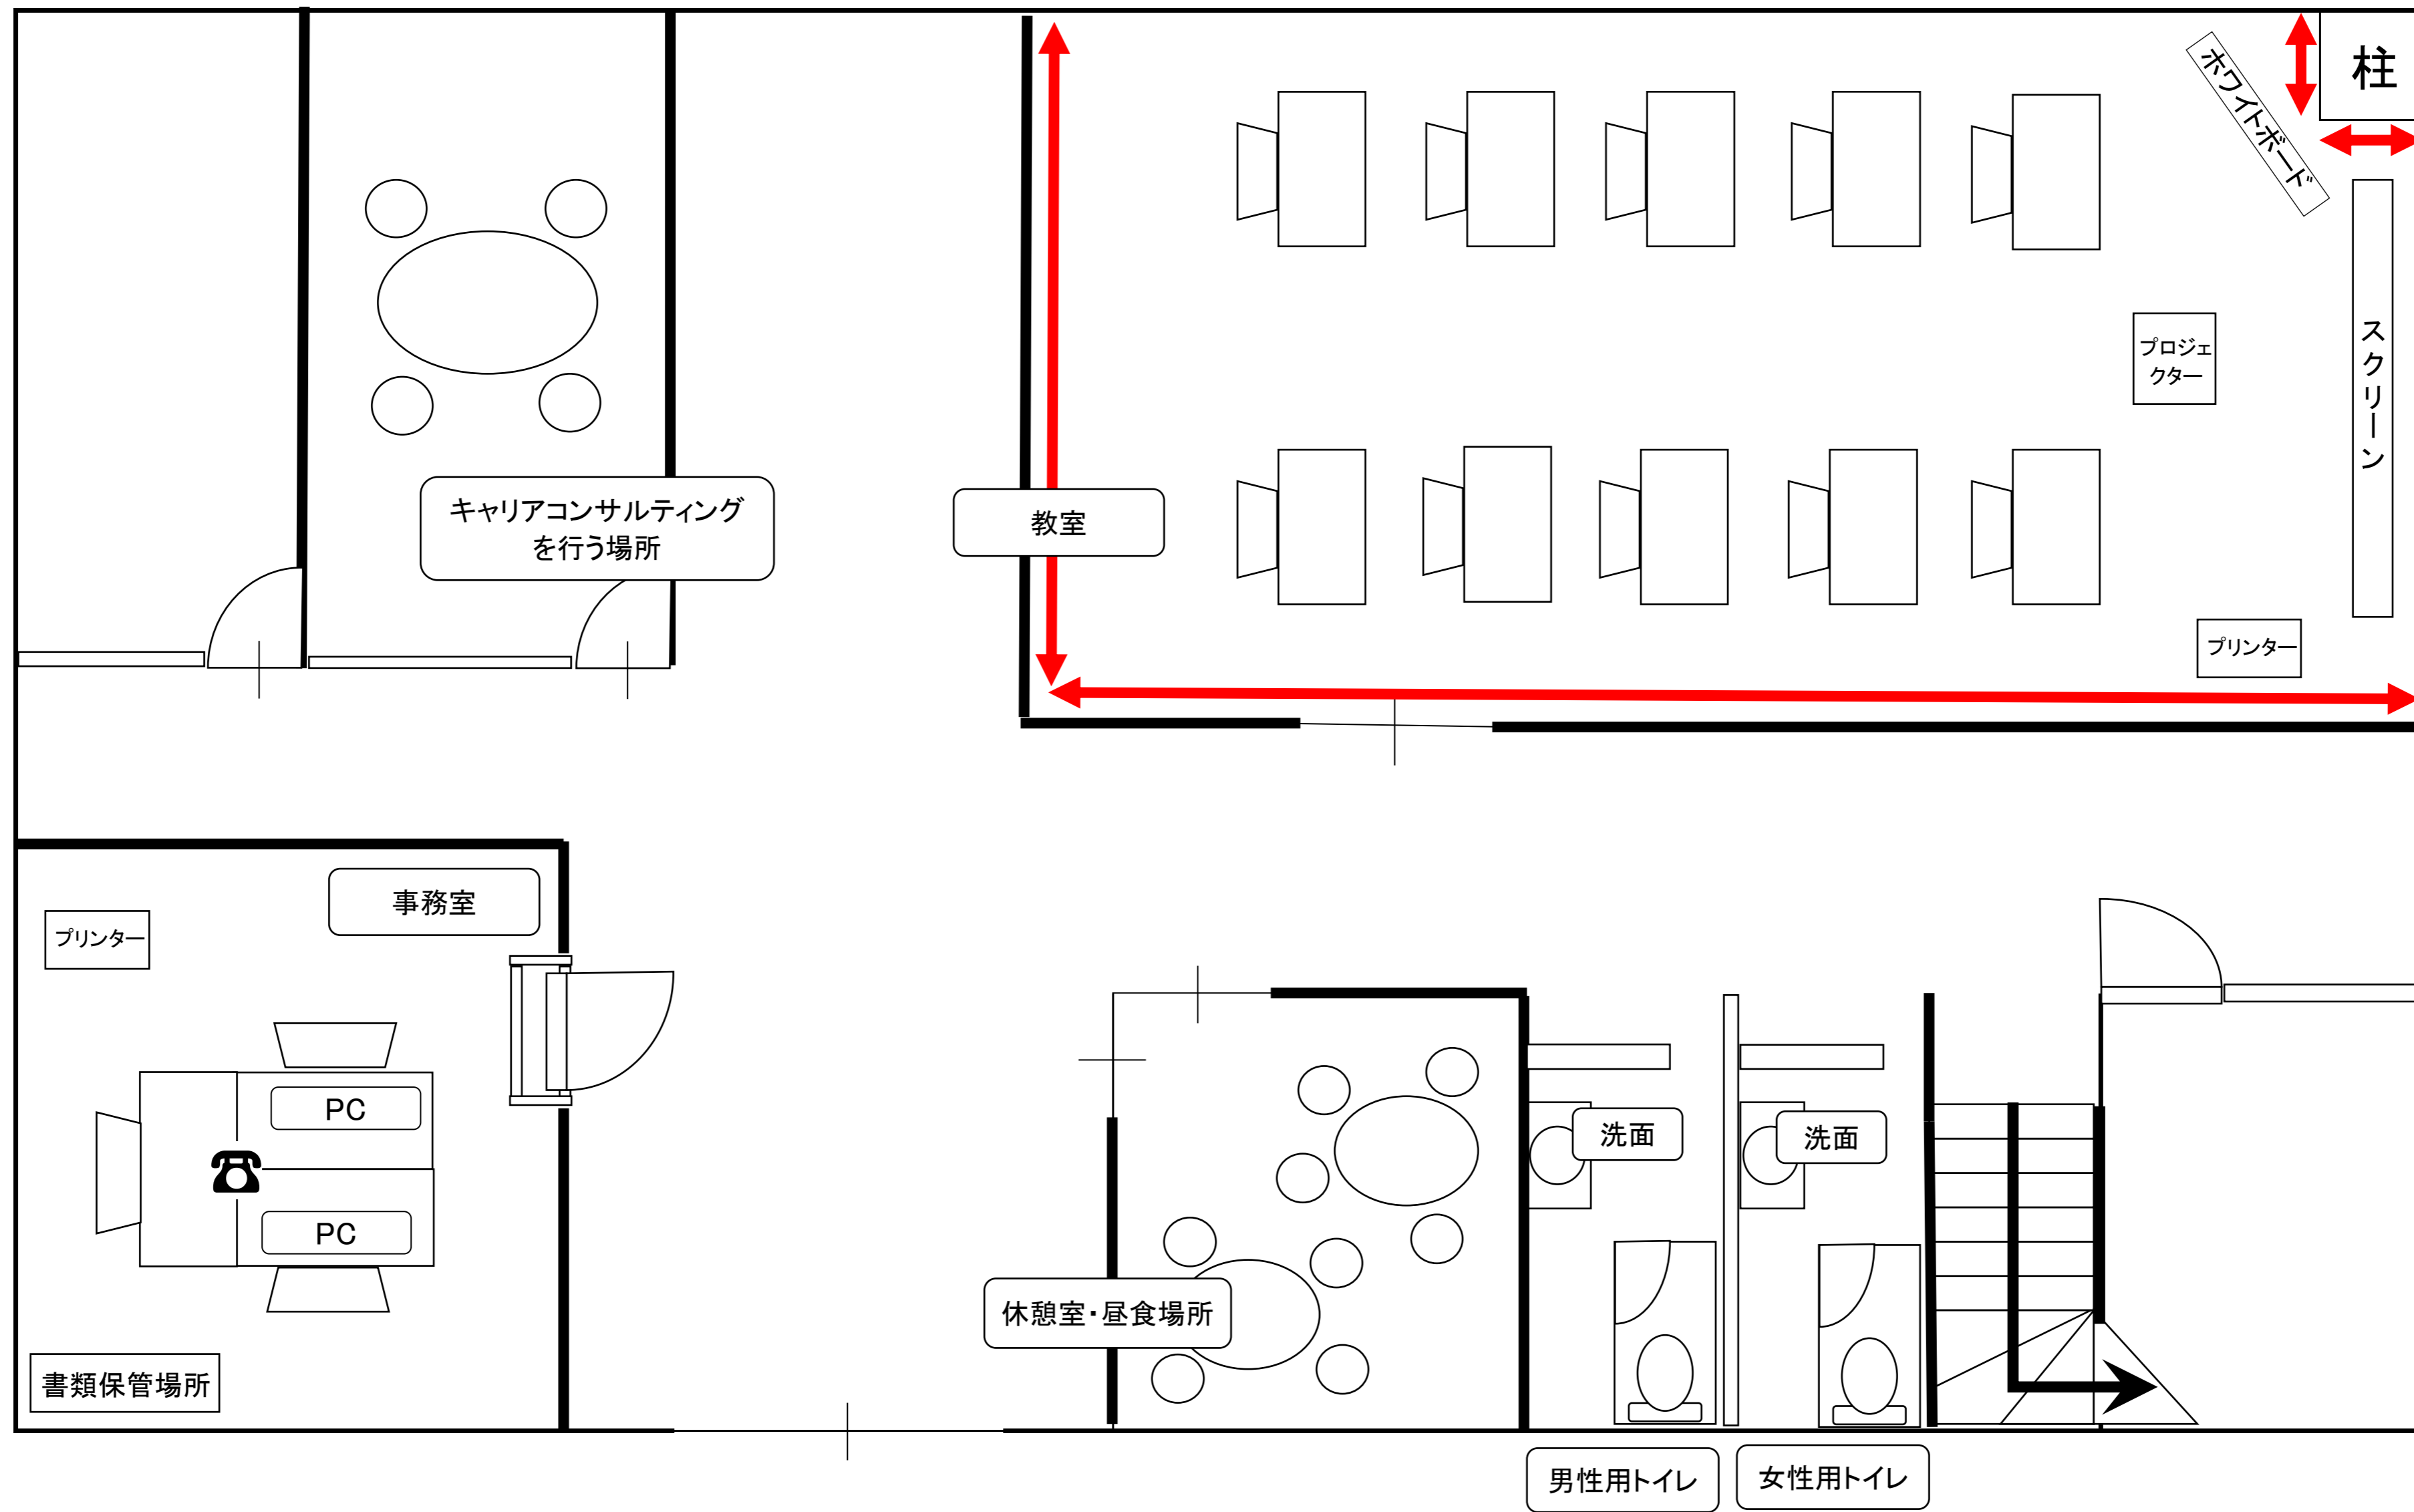 柱
ホワイトボード
スクリーン
プロジェ
クター
キャリアコンサルティング
を行う場所
教室
プリンター
事務室
プリンター
PC
PC
書類保管場所
洗面
洗面
休憩室・昼食場所
男性用トイレ
女性用トイレ